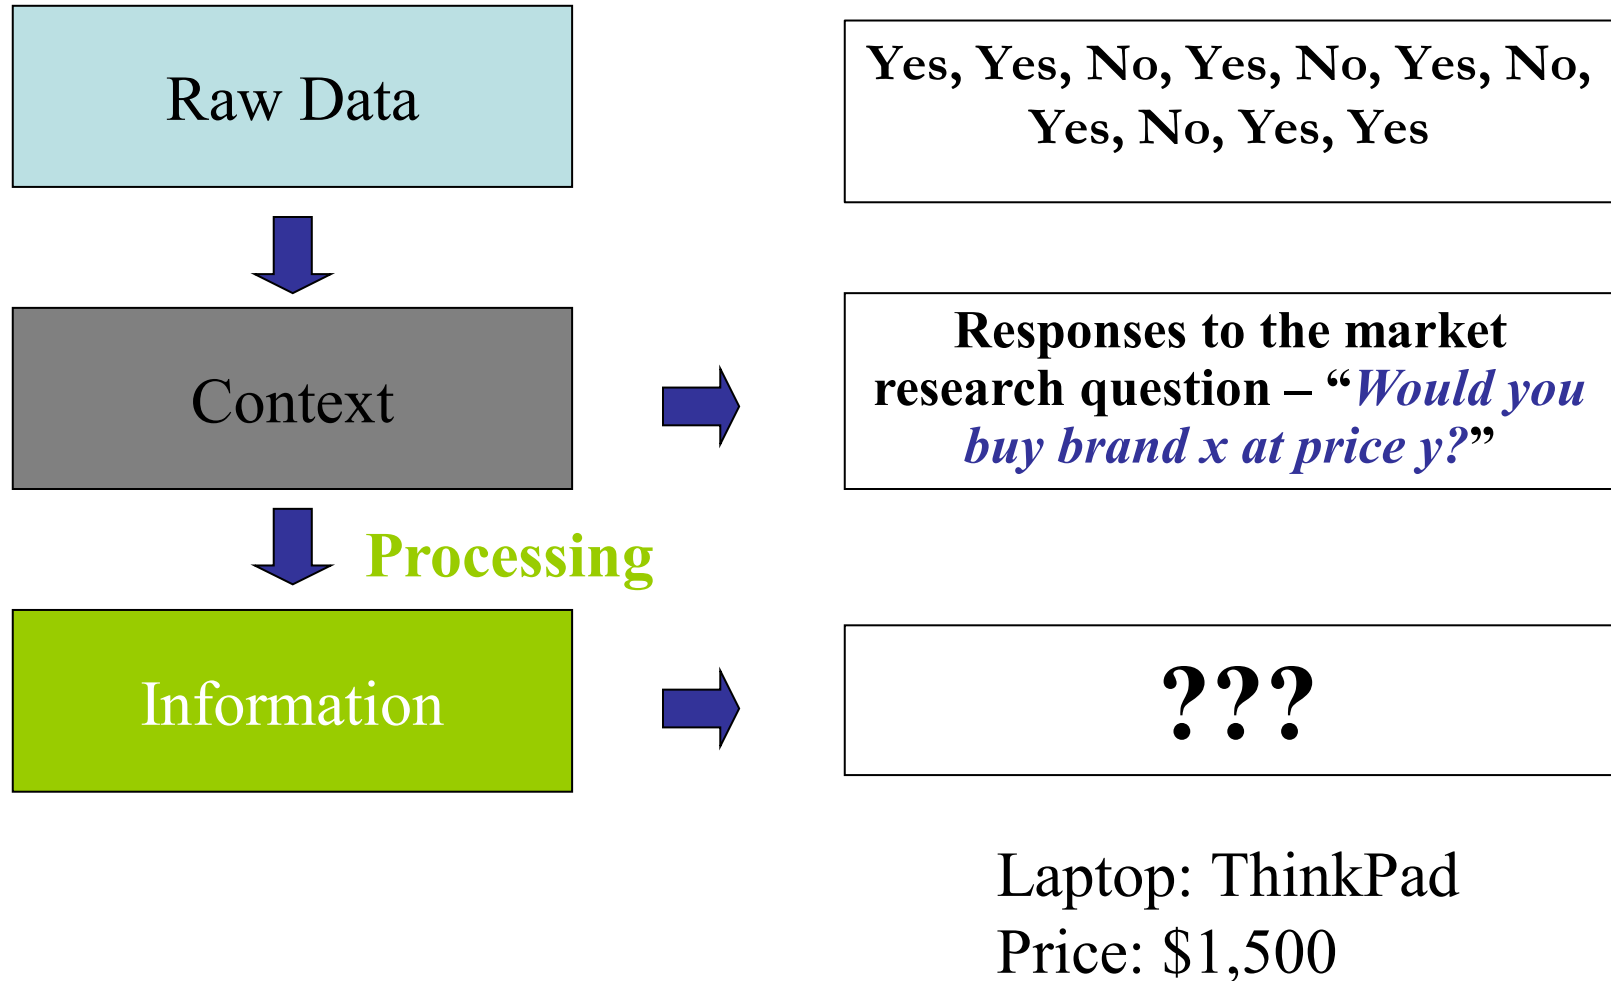 Raw Data
Yes, Yes, No, Yes, No, Yes, No,
Yes, No, Yes, Yes
Context
Responses to the market
research question – “Would you
buy brand x at price y?”
Processing
Information
???
Laptop: ThinkPad
Price: $1,500